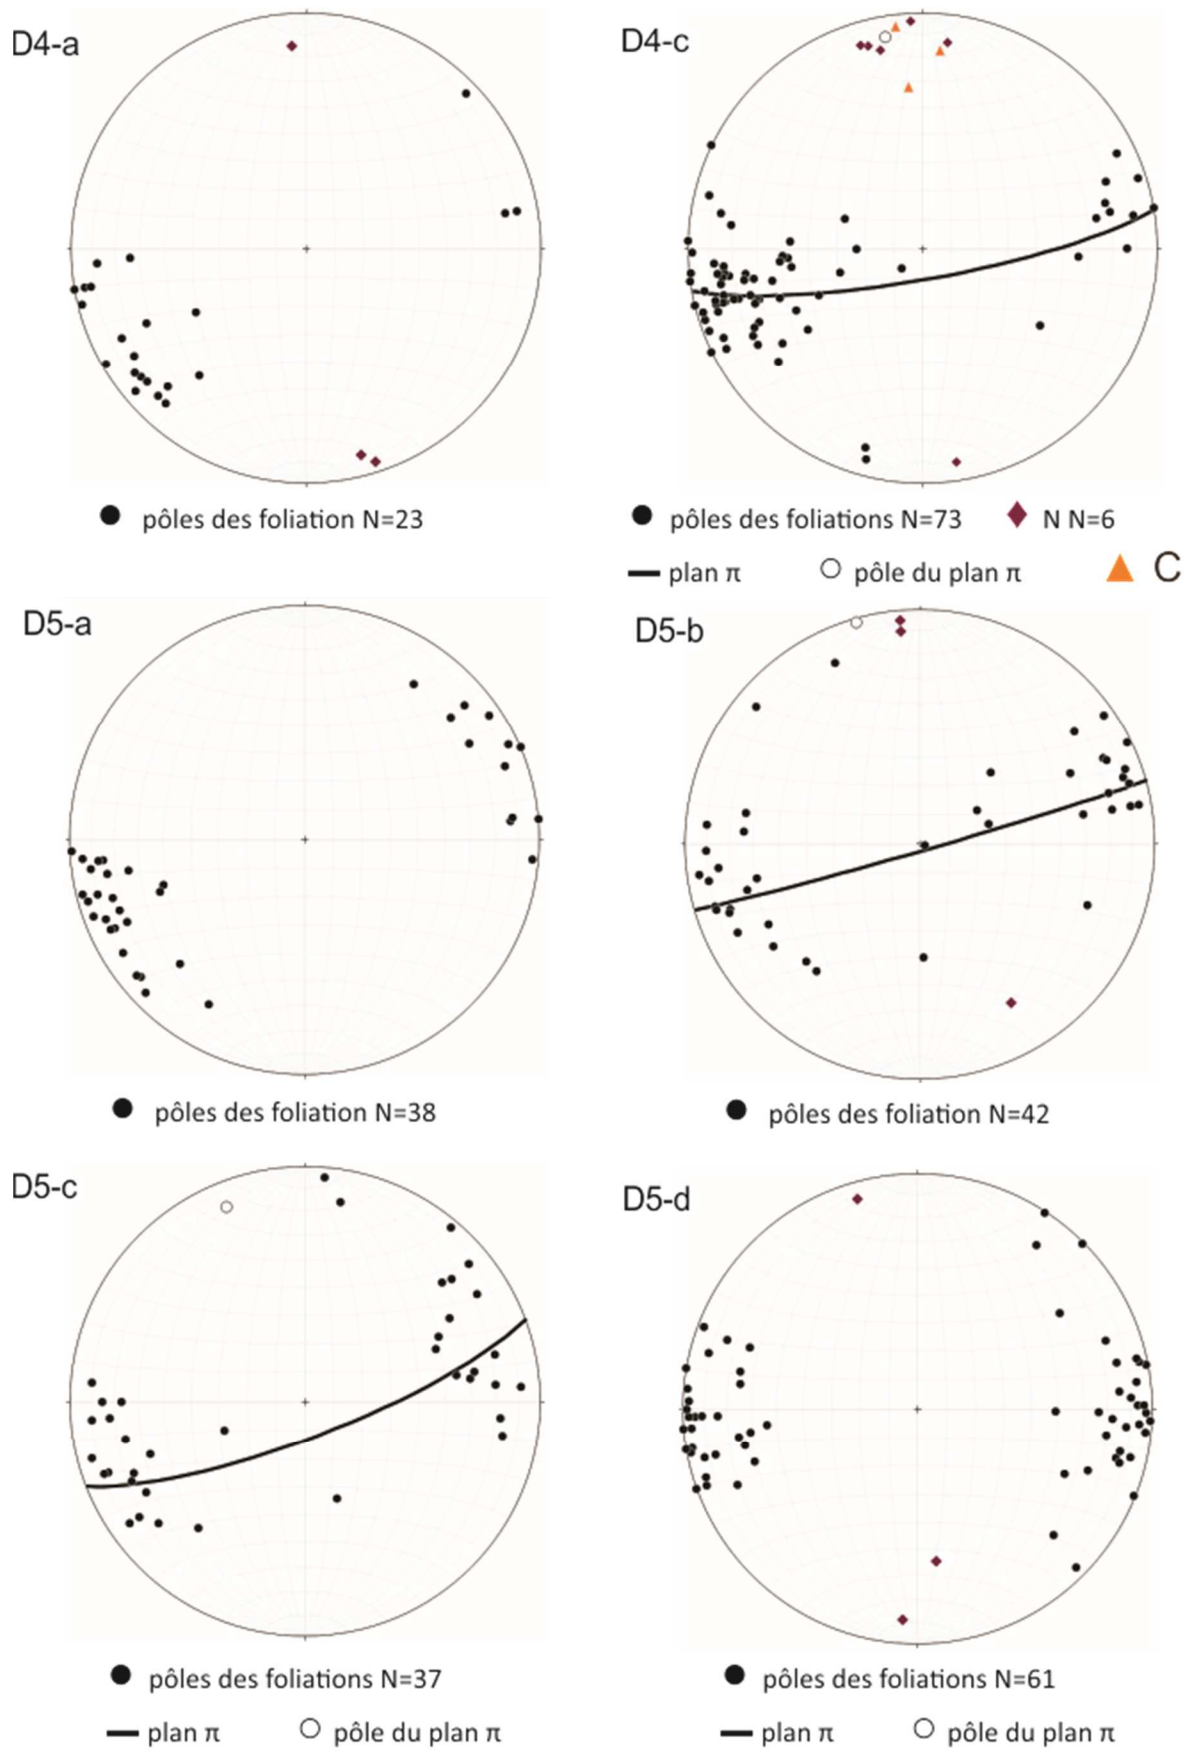 D4-a
D4-c
pôles des foliation N=23
pôles des foliations N=73 N N=6
plan π pôle du plan π C
D5-a
D5-b
pôles des foliation N=38
pôles des foliation N=42
D5-c
D5-d
pôles des foliations N=37
pôles des foliations N=61
plan π pôle du plan π
plan π pôle du plan π